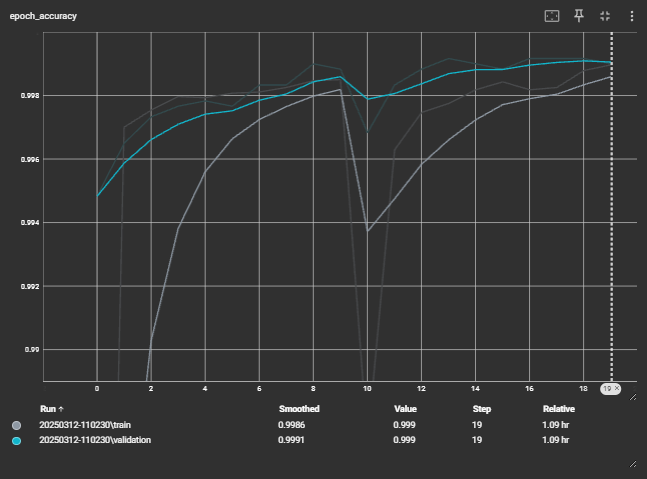 epoch_accuracy
0.998
0.996
0.994
0.992
0.99
0 2 4 6 8 10 12 14 16 18 19 ×
Run ↑ Smoothed Value Step Relative
20250312-110230\train 0.9986 0.999 19 1.09 hr
20250312-110230\validation 0.9991 0.999 19 1.09 hr